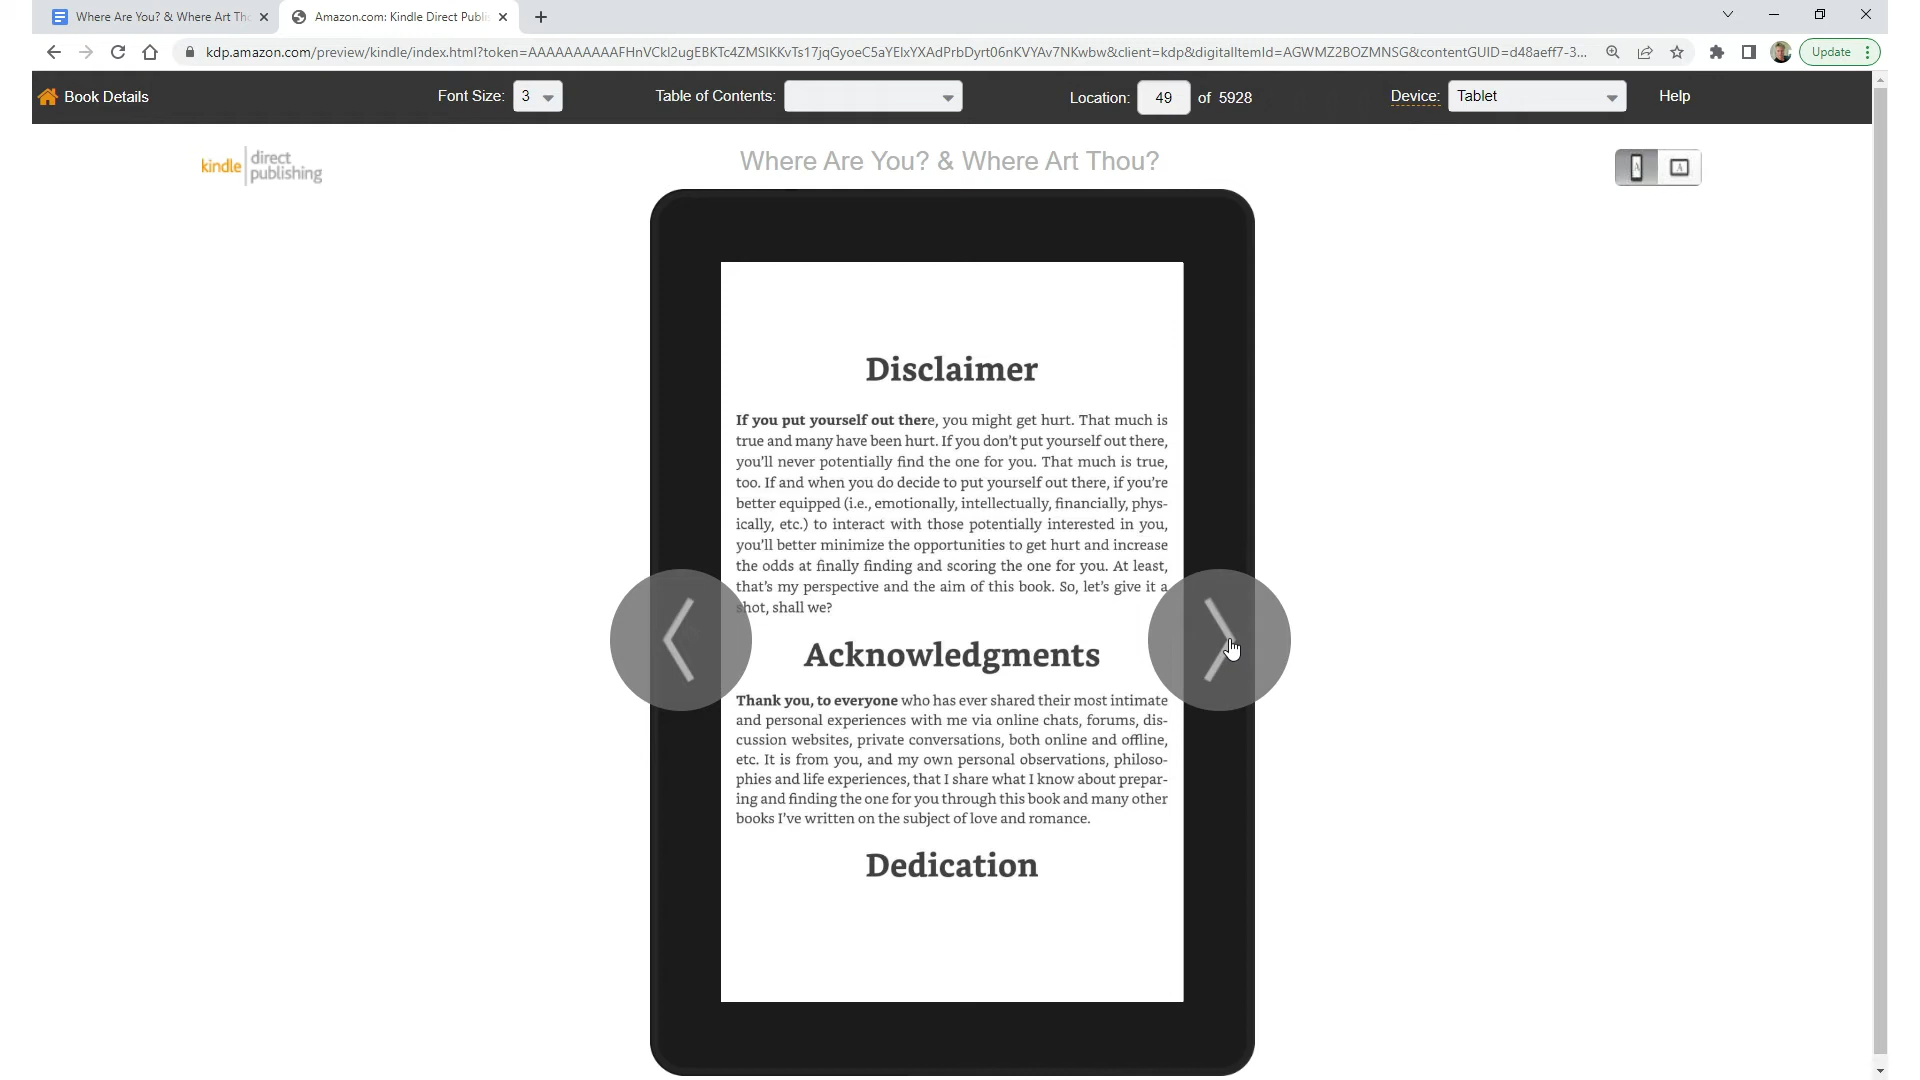 Where Are You? & Where Art Tho
Amazon.com: Kindle Direct Publis
kdp.amazon.com/preview/kindle/index.html?token=AAAAAAAAAAFHnVCkl2ugEBKTc4ZMSIKKvTs17jqGyoeC5aYElxYXAdPrbDyrt06nKVYAv7NKwbw&client=kdp&digitalItemId=AGWMZ2BOZMNSG&contentGUID=d48aeff7-3...
Update
Book Details
Font Size: 3
Table of Contents:
Location: 49 of 5928
Device: Tablet
Help
kindle direct publishing
Where Are You? & Where Art Thou?
Disclaimer
If you put yourself out there, you might get hurt. That much is
true and many have been hurt. If you don't put yourself out there,
you'll never potentially find the one for you. That much is true,
too. If and when you do decide to put yourself out there, if you're
better equipped (i.e., emotionally, intellectually, financially, phys-
ically, etc.) to interact with those potentially interested in you,
you'll better minimize the opportunities to get hurt and increase
the odds at finally finding and scoring the one for you. At least,
that's my perspective and the aim of this book. So, let's give it a
shot, shall we?
Acknowledgments
Thank you, to everyone who has ever shared their most intimate
and personal experiences with me via online chats, forums, dis-
cussion websites, private conversations, both online and offline,
etc. It is from you, and my own personal observations, philoso-
phies and life experiences, that I share what I know about prepar-
ing and finding the one for you through this book and many other
books I've written on the subject of love and romance.
Dedication